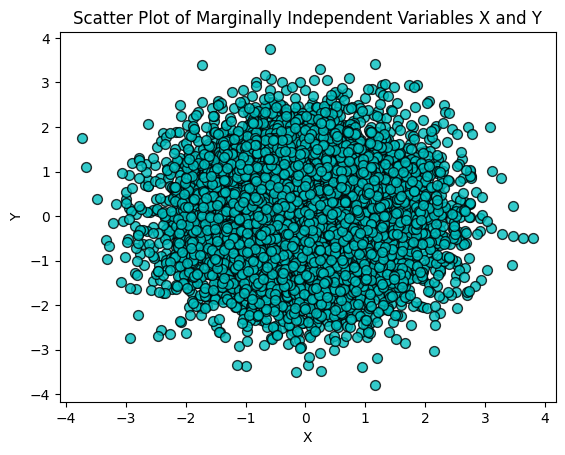 Scatter Plot of Marginally Independent Variables X and Y
4
3
2
1
0
−1
−2
−3
−4
Y
−4 −3 −2 −1 0 1 2 3 4
X